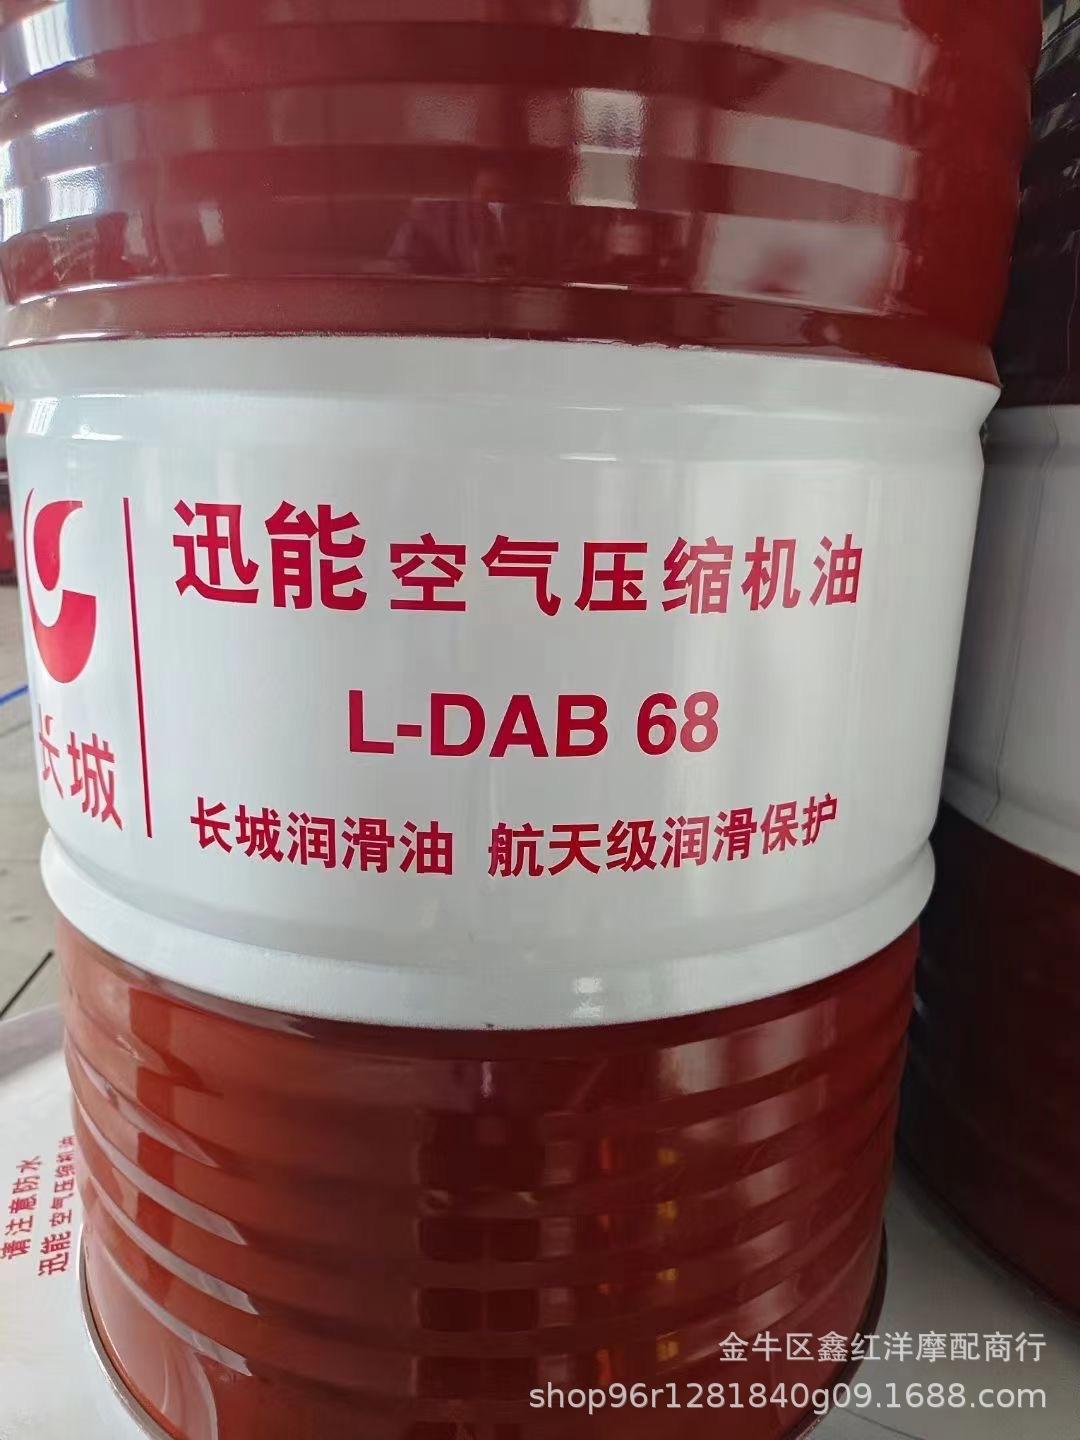 迅能 空气压缩机油
L-DAB 68
长城
长城润滑油 航天级润滑保护
请注意防水
迅能 空气压缩机油
金牛区鑫红洋摩配商行
shop96r1281840g09.1688.com